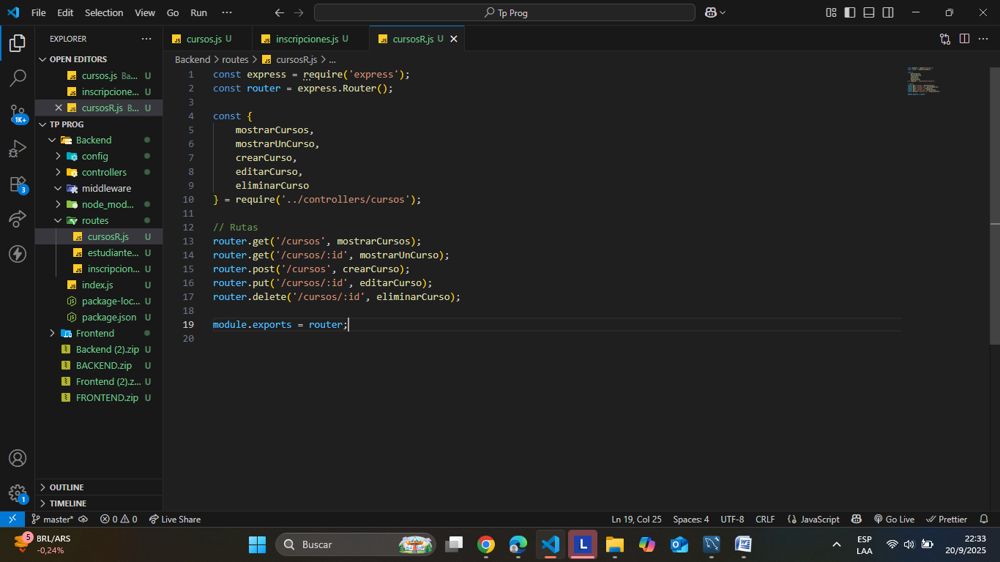 File Edit Selection View Go Run ···
Tp Prog
EXPLORER
OPEN EDITORS
cursos.js Ba... U
inscripcione... U
cursosR.js B... U
TP PROG
Backend
config
controllers
middleware
node_mod...
routes
cursosR.js U
estudiante... U
inscripcion... U
index.js U
package-loc... U
package.json U
Frontend
Backend (2).zip U
BACKEND.zip U
Frontend (2).z... U
FRONTEND.zip U
OUTLINE
TIMELINE
1K+
3
1
cursos.js U
inscripciones.js U
cursosR.js U
Backend > routes > JS cursosR.js > ...
1 const express = require('express');
2 const router = express.Router();
3
4 const {
5 mostrarCursos,
6 mostrarUnCurso,
7 crearCurso,
8 editarCurso,
9 eliminarCurso
10 } = require('../controllers/cursos');
11
12 // Rutas
13 router.get('/cursos', mostrarCursos);
14 router.get('/cursos/:id', mostrarUnCurso);
15 router.post('/cursos', crearCurso);
16 router.put('/cursos/:id', editarCurso);
17 router.delete('/cursos/:id', eliminarCurso);
18
19 module.exports = router;
20
master* 0 0 Live Share
Ln 19, Col 25 Spaces: 4 UTF-8 CRLF {} JavaScript Go Live Prettier
5
BRL/ARS
-0,24%
Buscar
L
ESP
LAA
22:33
20/9/2025